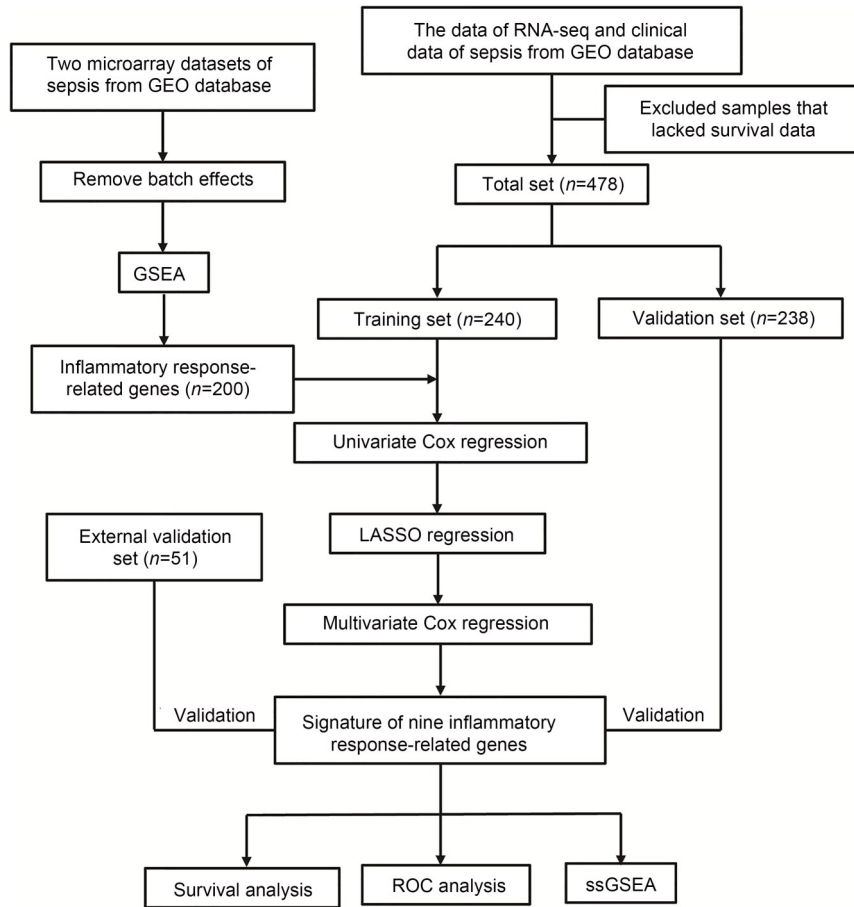 The data of RNA-seq and clinical
data of sepsis from GEO database
Two microarray datasets of
sepsis from GEO database
Excluded samples that
lacked survival data
Remove batch effects
Total set (n=478)
GSEA
Training set (n=240)
Validation set (n=238)
Inflammatory response-
related genes (n=200)
Univariate Cox regression
External validation
set (n=51)
LASSO regression
Multivariate Cox regression
Validation
Signature of nine inflammatory
response-related genes
Validation
Survival analysis
ROC analysis
ssGSEA